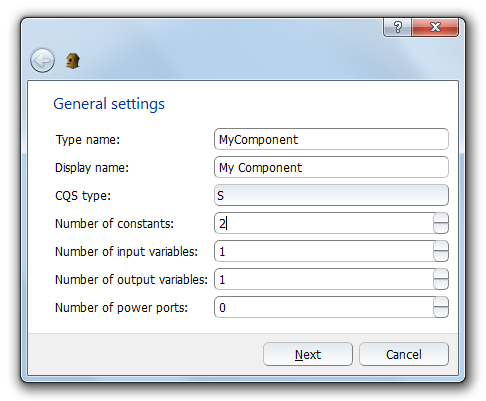 ?
General settings
Type name: MyComponent
Display name: My Component
CQS type: S
Number of constants: 2
Number of input variables: 1
Number of output variables: 1
Number of power ports: 0
Next Cancel